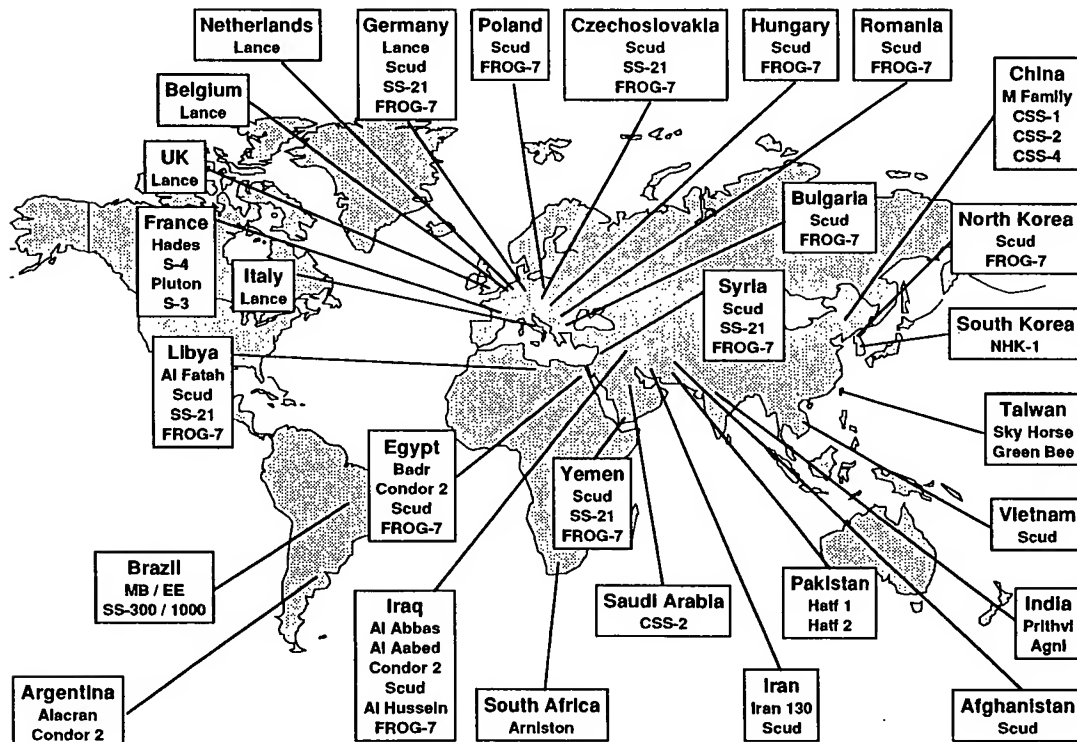 Netherlands
Lance
Germany
Lance
Scud
SS-21
FROG-7
Poland
Scud
FROG-7
Czechoslovakia
Scud
SS-21
FROG-7
Hungary
Scud
FROG-7
Romania
Scud
FROG-7
China
M Family
CSS-1
CSS-2
CSS-4
Belgium
Lance
UK
Lance
France
Hades
S-4
Pluton
S-3
Italy
Lance
Bulgaria
Scud
FROG-7
North Korea
Scud
FROG-7
Syria
Scud
SS-21
FROG-7
South Korea
NHK-1
Libya
Al Fatah
Scud
SS-21
FROG-7
Taiwan
Sky Horse
Green Bee
Egypt
Badr
Condor 2
Scud
FROG-7
Yemen
Scud
SS-21
FROG-7
Vietnam
Scud
Brazil
MB / EE
SS-300 / 1000
Iraq
Al Abbas
Al Aabed
Condor 2
Scud
Al Hussein
FROG-7
Saudi Arabia
CSS-2
Pakistan
Hatf 1
Hatf 2
India
Prithvi
Agni
Argentina
Alacran
Condor 2
South Africa
Arniston
Iran
Iran 130
Scud
Afghanistan
Scud